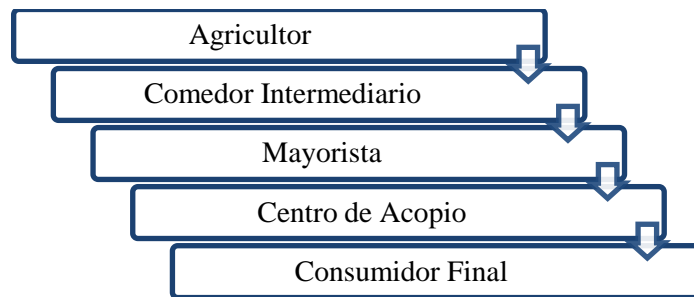 Agricultor
Comedor Intermediario
Mayorista
Centro de Acopio
Consumidor Final